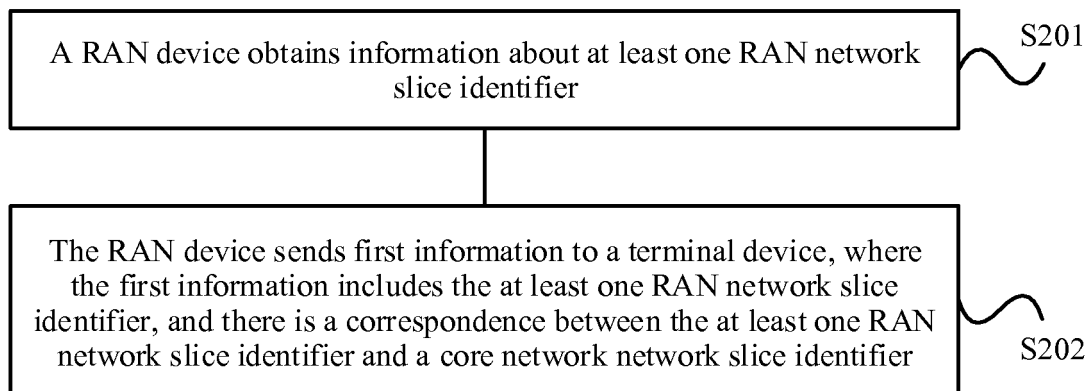 A RAN device obtains information about at least one RAN network
slice identifier
S201
The RAN device sends first information to a terminal device, where
the first information includes the at least one RAN network slice
identifier, and there is a correspondence between the at least one RAN
network slice identifier and a core network network slice identifier
S202